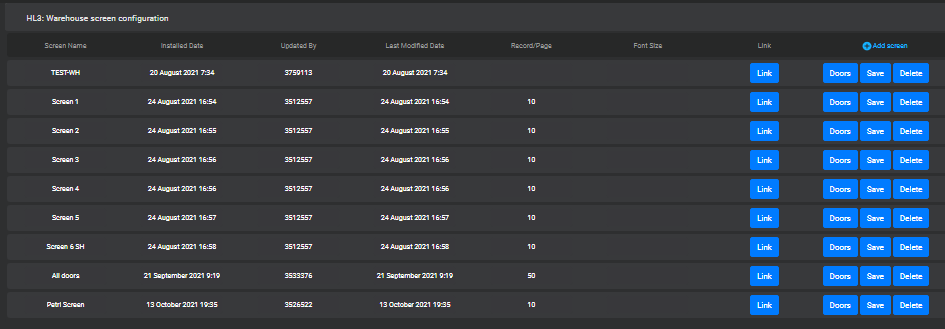 HL3: Warehouse screen configuration
Screen Name Installed Date Updated By Last Modified Date Record/Page Font Size Link Add screen
TEST-WH 20 August 2021 7:34 3759113 20 August 2021 7:34 Link Doors Save Delete
Screen 1 24 August 2021 16:54 3512557 24 August 2021 16:54 10 Link Doors Save Delete
Screen 2 24 August 2021 16:55 3512557 24 August 2021 16:55 10 Link Doors Save Delete
Screen 3 24 August 2021 16:56 3512557 24 August 2021 16:56 10 Link Doors Save Delete
Screen 4 24 August 2021 16:56 3512557 24 August 2021 16:56 10 Link Doors Save Delete
Screen 5 24 August 2021 16:57 3512557 24 August 2021 16:57 10 Link Doors Save Delete
Screen 6 SH 24 August 2021 16:58 3512557 24 August 2021 16:58 10 Link Doors Save Delete
All doors 21 September 2021 9:19 3533376 21 September 2021 9:19 50 Link Doors Save Delete
Petri Screen 13 October 2021 19:35 3526522 13 October 2021 19:35 10 Link Doors Save Delete